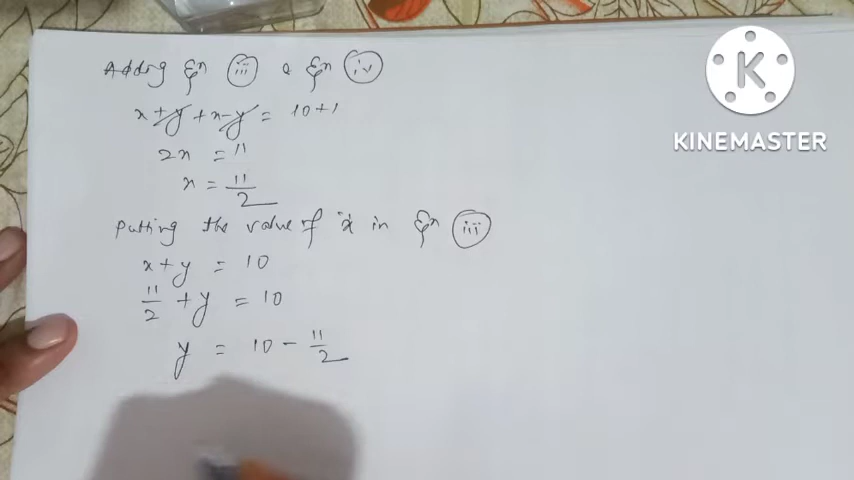 Adding Eqn (iii) & Eqn (iv)
x + y + x - y = 10 + 1
2x = 11
x = 11/2
Putting the value of 'x' in Eqn (iii)
x + y = 10
11/2 + y = 10
y = 10 - 11/2
KINEMASTER